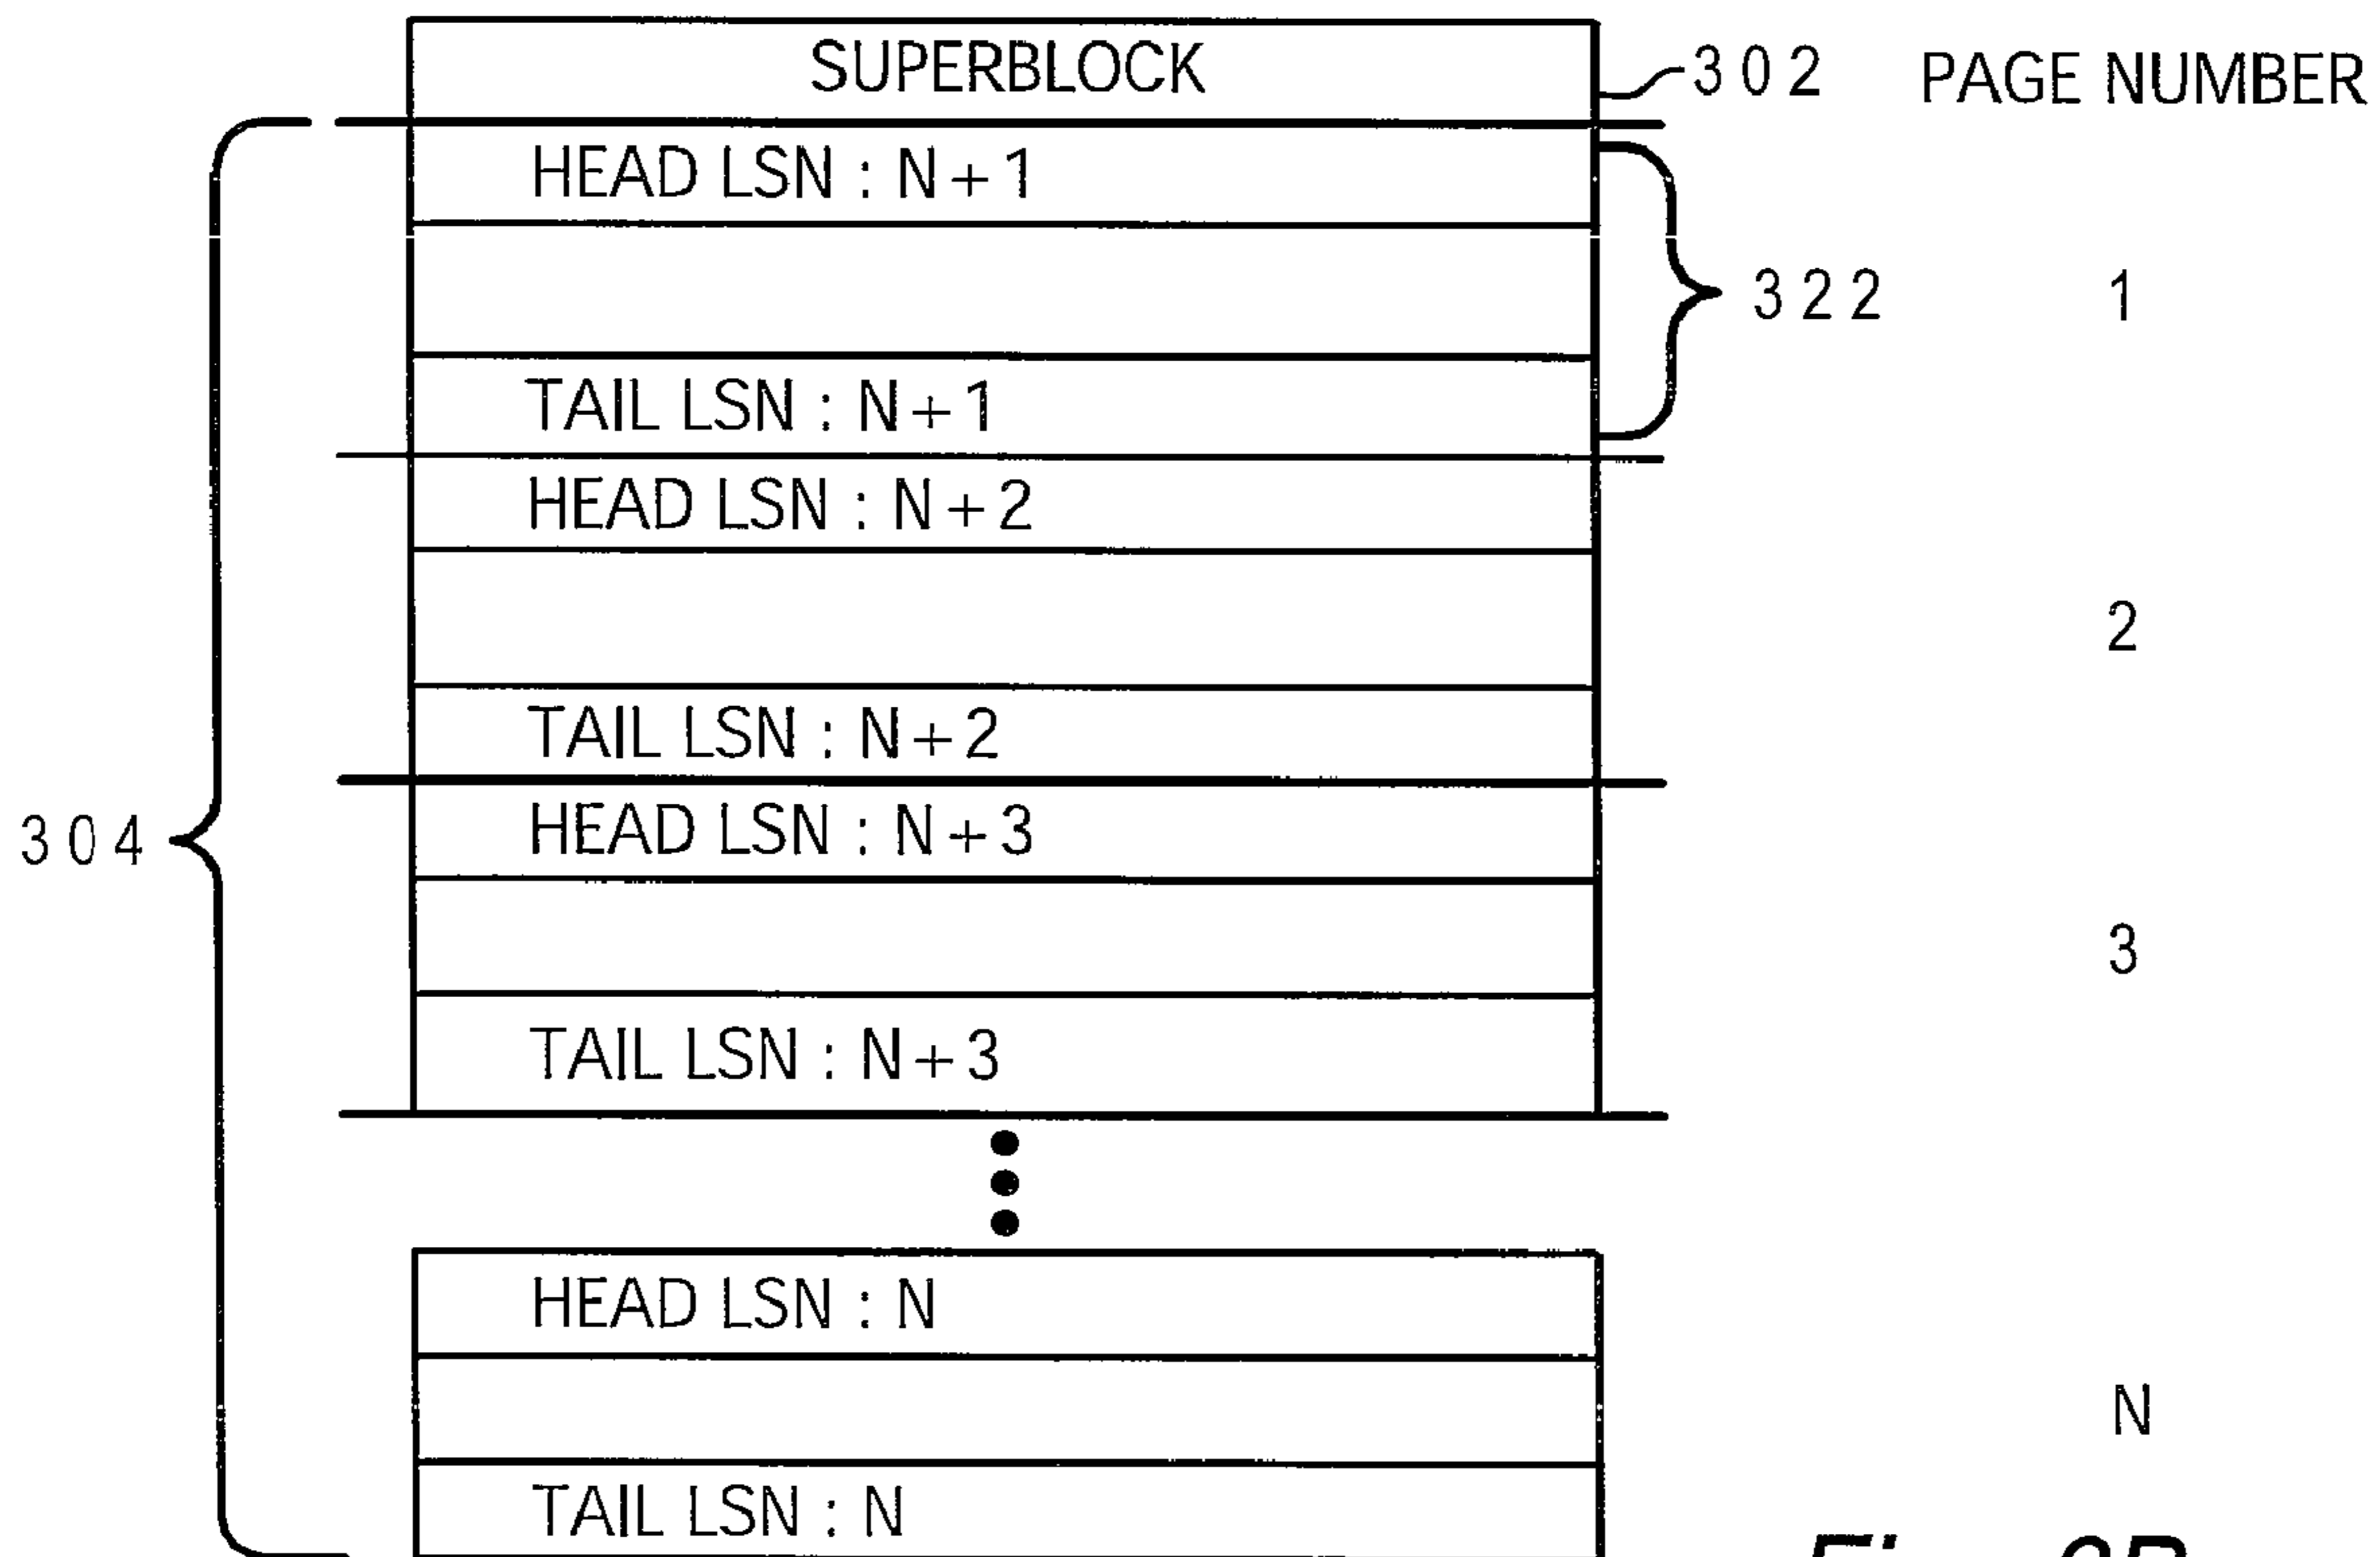 SUPERBLOCK
302
PAGE NUMBER
HEAD LSN : N+1
322
1
TAIL LSN : N+1
HEAD LSN : N+2
2
TAIL LSN : N+2
304
HEAD LSN : N+3
3
TAIL LSN : N+3
HEAD LSN : N
N
TAIL LSN : N